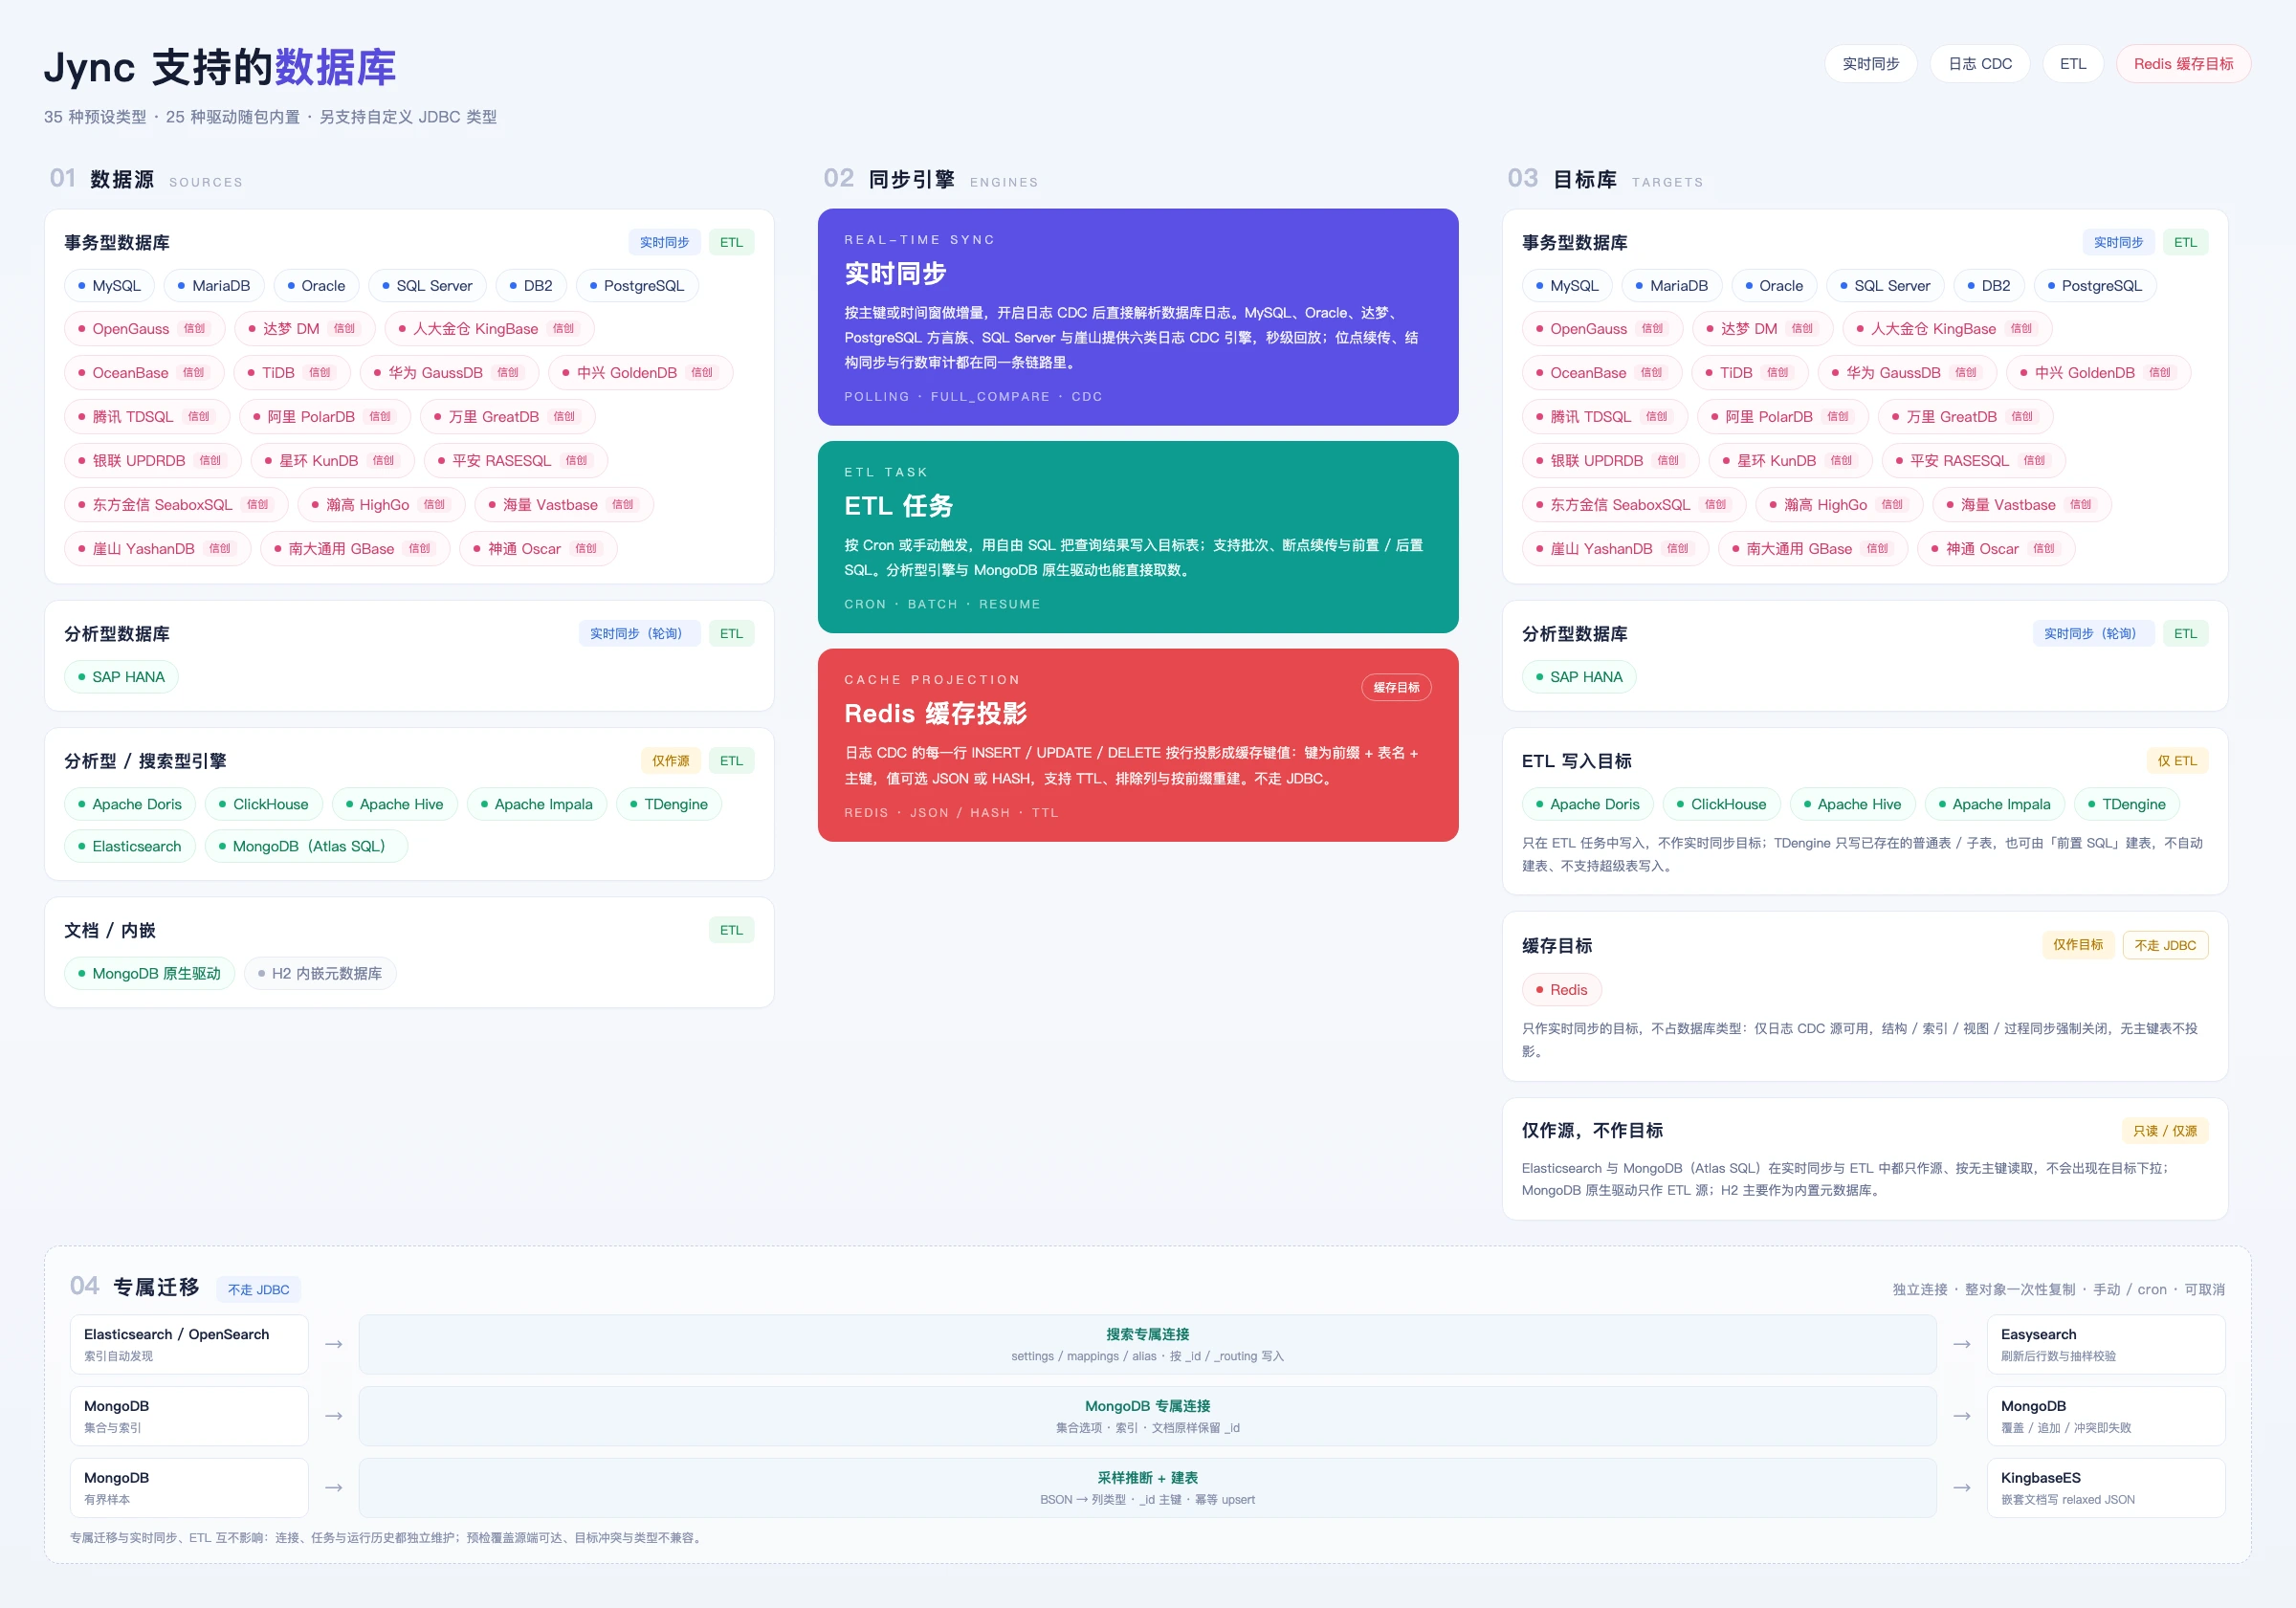 Jync 支持的数据库
35 种预设类型 · 25 种驱动随包内置 · 另支持自定义 JDBC 类型
实时同步
日志 CDC
ETL
Redis 缓存目标
01 数据源 SOURCES
事务型数据库 实时同步 ETL
MySQL MariaDB Oracle SQL Server DB2 PostgreSQL
OpenGauss 信创 达梦 DM 信创 人大金仓 KingBase 信创
OceanBase 信创 TiDB 信创 华为 GaussDB 信创 中兴 GoldenDB 信创
腾讯 TDSQL 信创 阿里 PolarDB 信创 万里 GreatDB 信创
银联 UPDRDB 信创 星环 KunDB 信创 平安 RASESQL 信创
东方金信 SeaboxSQL 信创 瀚高 HighGo 信创 海量 Vastbase 信创
崖山 YashanDB 信创 南大通用 GBase 信创 神通 Oscar 信创
分析型数据库 实时同步（轮询） ETL
SAP HANA
分析型 / 搜索型引擎 仅作源 ETL
Apache Doris ClickHouse Apache Hive Apache Impala TDengine
Elasticsearch MongoDB（Atlas SQL）
文档 / 内嵌 ETL
MongoDB 原生驱动 H2 内嵌元数据库
02 同步引擎 ENGINES
REAL-TIME SYNC
实时同步
按主键或时间窗做增量，开启日志 CDC 后直接解析数据库日志。MySQL、Oracle、达梦、
PostgreSQL 方言族、SQL Server 与崖山提供六类日志 CDC 引擎，秒级回放；位点续传、结
构同步与行数审计都在同一条链路里。
POLLING · FULL_COMPARE · CDC
ETL TASK
ETL 任务
按 Cron 或手动触发，用自由 SQL 把查询结果写入目标表；支持批次、断点续传与前置 / 后置
SQL。分析型引擎与 MongoDB 原生驱动也能直接取数。
CRON · BATCH · RESUME
CACHE PROJECTION
缓存目标
Redis 缓存投影
日志 CDC 的每一行 INSERT / UPDATE / DELETE 按行投影成缓存键值：键为前缀 + 表名 +
主键，值可选 JSON 或 HASH，支持 TTL、排除列与按前缀重建。不走 JDBC。
REDIS · JSON / HASH · TTL
03 目标库 TARGETS
事务型数据库 实时同步 ETL
MySQL MariaDB Oracle SQL Server DB2 PostgreSQL
OpenGauss 信创 达梦 DM 信创 人大金仓 KingBase 信创
OceanBase 信创 TiDB 信创 华为 GaussDB 信创 中兴 GoldenDB 信创
腾讯 TDSQL 信创 阿里 PolarDB 信创 万里 GreatDB 信创
银联 UPDRDB 信创 星环 KunDB 信创 平安 RASESQL 信创
东方金信 SeaboxSQL 信创 瀚高 HighGo 信创 海量 Vastbase 信创
崖山 YashanDB 信创 南大通用 GBase 信创 神通 Oscar 信创
分析型数据库 实时同步（轮询） ETL
SAP HANA
ETL 写入目标 仅 ETL
Apache Doris ClickHouse Apache Hive Apache Impala TDengine
只在 ETL 任务中写入，不作实时同步目标；TDengine 只写已存在的普通表 / 子表，也可由「前置 SQL」建表，不自动
建表、不支持超级表写入。
缓存目标 仅作目标 不走 JDBC
Redis
只作实时同步的目标，不占数据库类型：仅日志 CDC 源可用，结构 / 索引 / 视图 / 过程同步强制关闭，无主键表不投
影。
仅作源，不作目标 只读 / 仅源
Elasticsearch 与 MongoDB（Atlas SQL）在实时同步与 ETL 中都只作源、按无主键读取，不会出现在目标下拉；
MongoDB 原生驱动只作 ETL 源；H2 主要作为内置元数据库。
04 专属迁移 不走 JDBC
独立连接 · 整对象一次性复制 · 手动 / cron · 可取消
Elasticsearch / OpenSearch
索引自动发现
→
搜索专属连接
settings / mappings / alias · 按 _id / _routing 写入
→
Easysearch
刷新后行数与抽样校验
MongoDB
集合与索引
→
MongoDB 专属连接
集合选项 · 索引 · 文档原样保留 _id
→
MongoDB
覆盖 / 追加 / 冲突即失败
MongoDB
有界样本
→
采样推断 + 建表
BSON → 列类型 · _id 主键 · 幂等 upsert
→
KingbaseES
嵌套文档写 relaxed JSON
专属迁移与实时同步、ETL 互不影响：连接、任务与运行历史都独立维护；预检覆盖源端可达、目标冲突与类型不兼容。